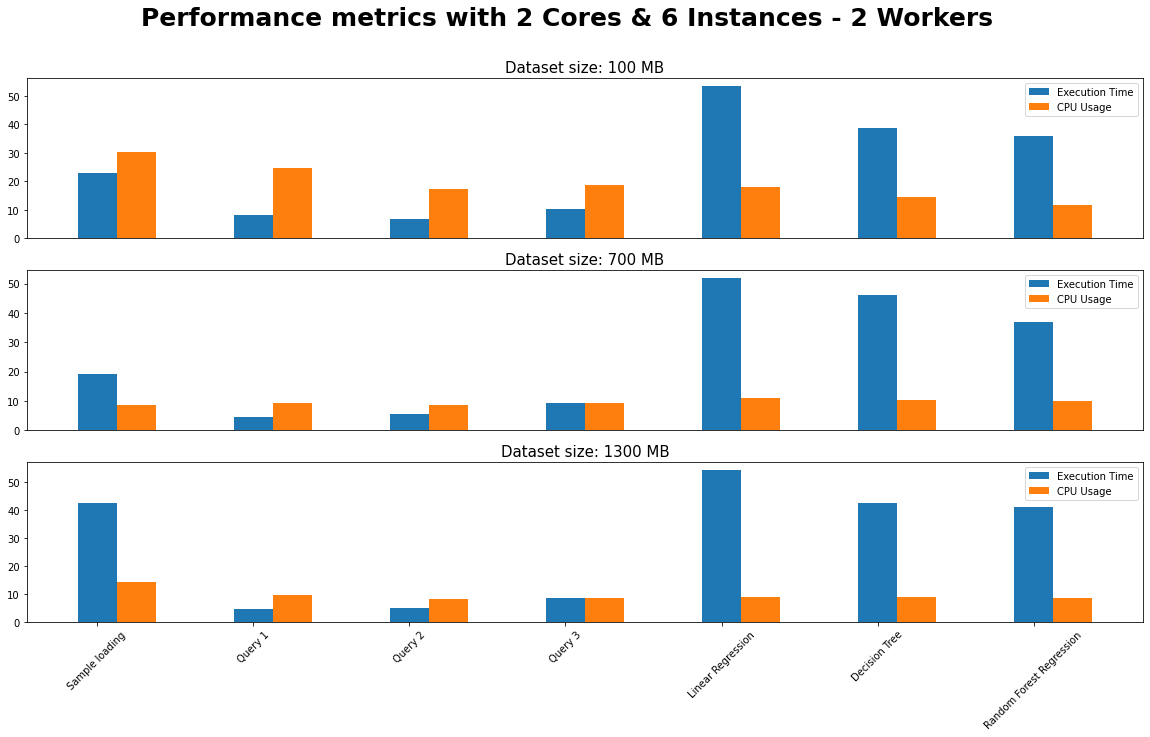 Performance metrics with 2 Cores & 6 Instances - 2 Workers
Dataset size: 100 MB
50
40
30
20
10
0
Execution Time
CPU Usage
Dataset size: 700 MB
50
40
30
20
10
0
Execution Time
CPU Usage
Dataset size: 1300 MB
50
40
30
20
10
0
Execution Time
CPU Usage
Sample loading
Query 1
Query 2
Query 3
Linear Regression
Decision Tree
Random Forest Regression